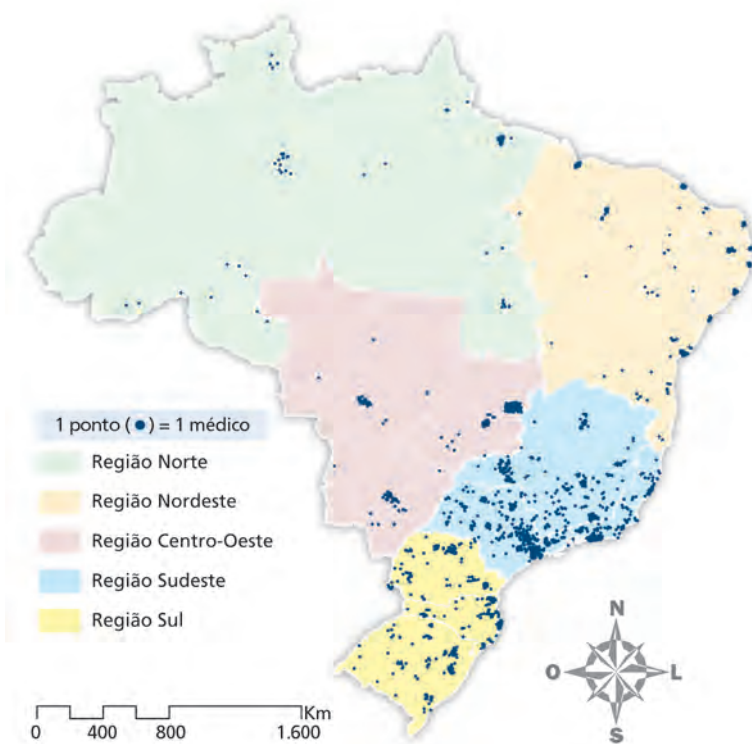 1 ponto (●) = 1 médico
Região Norte
Região Nordeste
Região Centro-Oeste
Região Sudeste
Região Sul
0 400 800 1.600 Km
N
O L
S